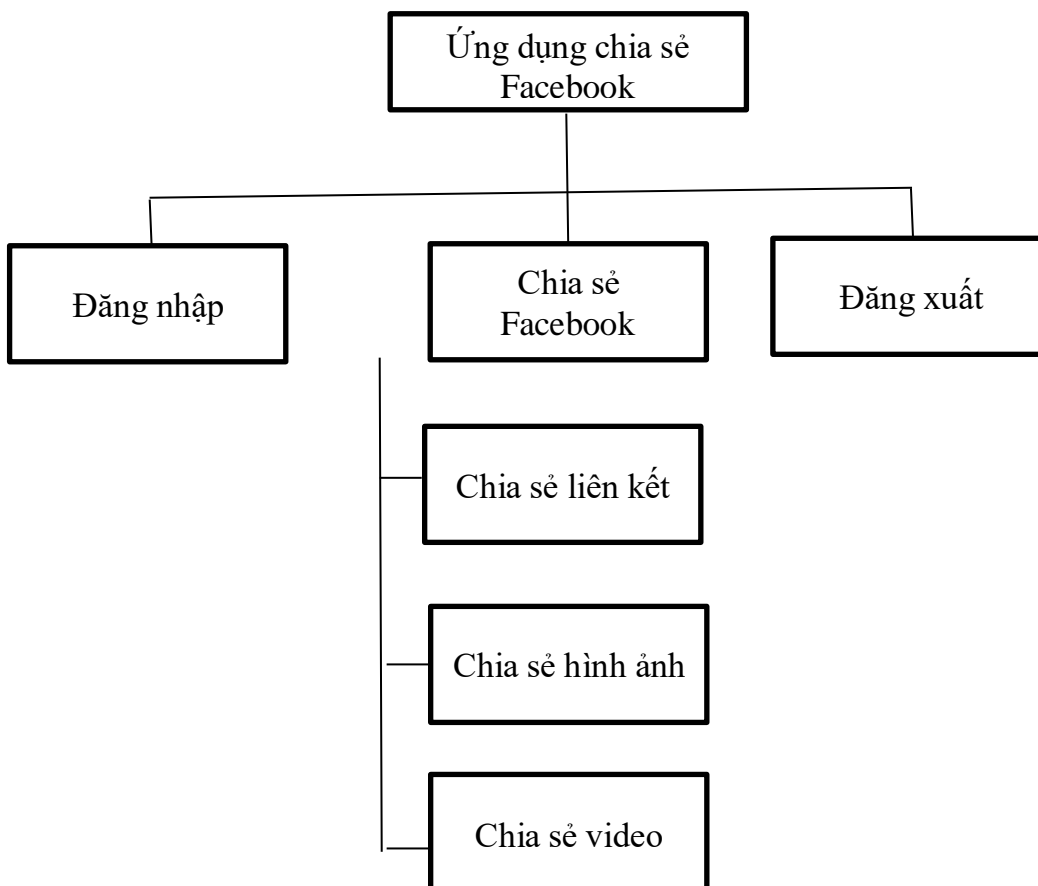 Ứng dụng chia sẻ
Facebook
Đăng nhập
Chia sẻ
Facebook
Đăng xuất
Chia sẻ liên kết
Chia sẻ hình ảnh
Chia sẻ video